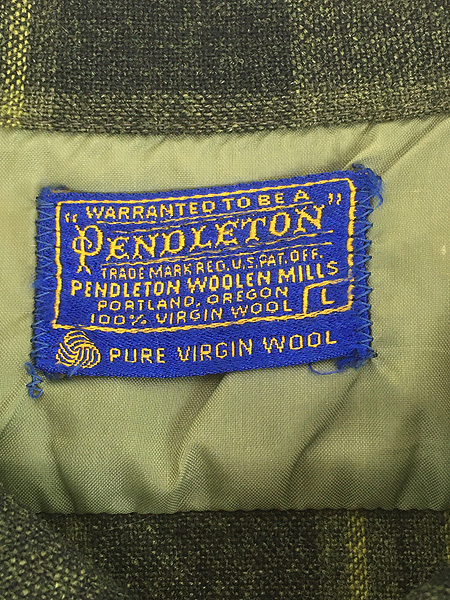 "WARRANTED TO BE A
PENDLETON"
TRADE MARK REG. U.S. PAT. OFF.
PENDLETON WOOLEN MILLS
PORTLAND, OREGON
100% VIRGIN WOOL L
PURE VIRGIN WOOL